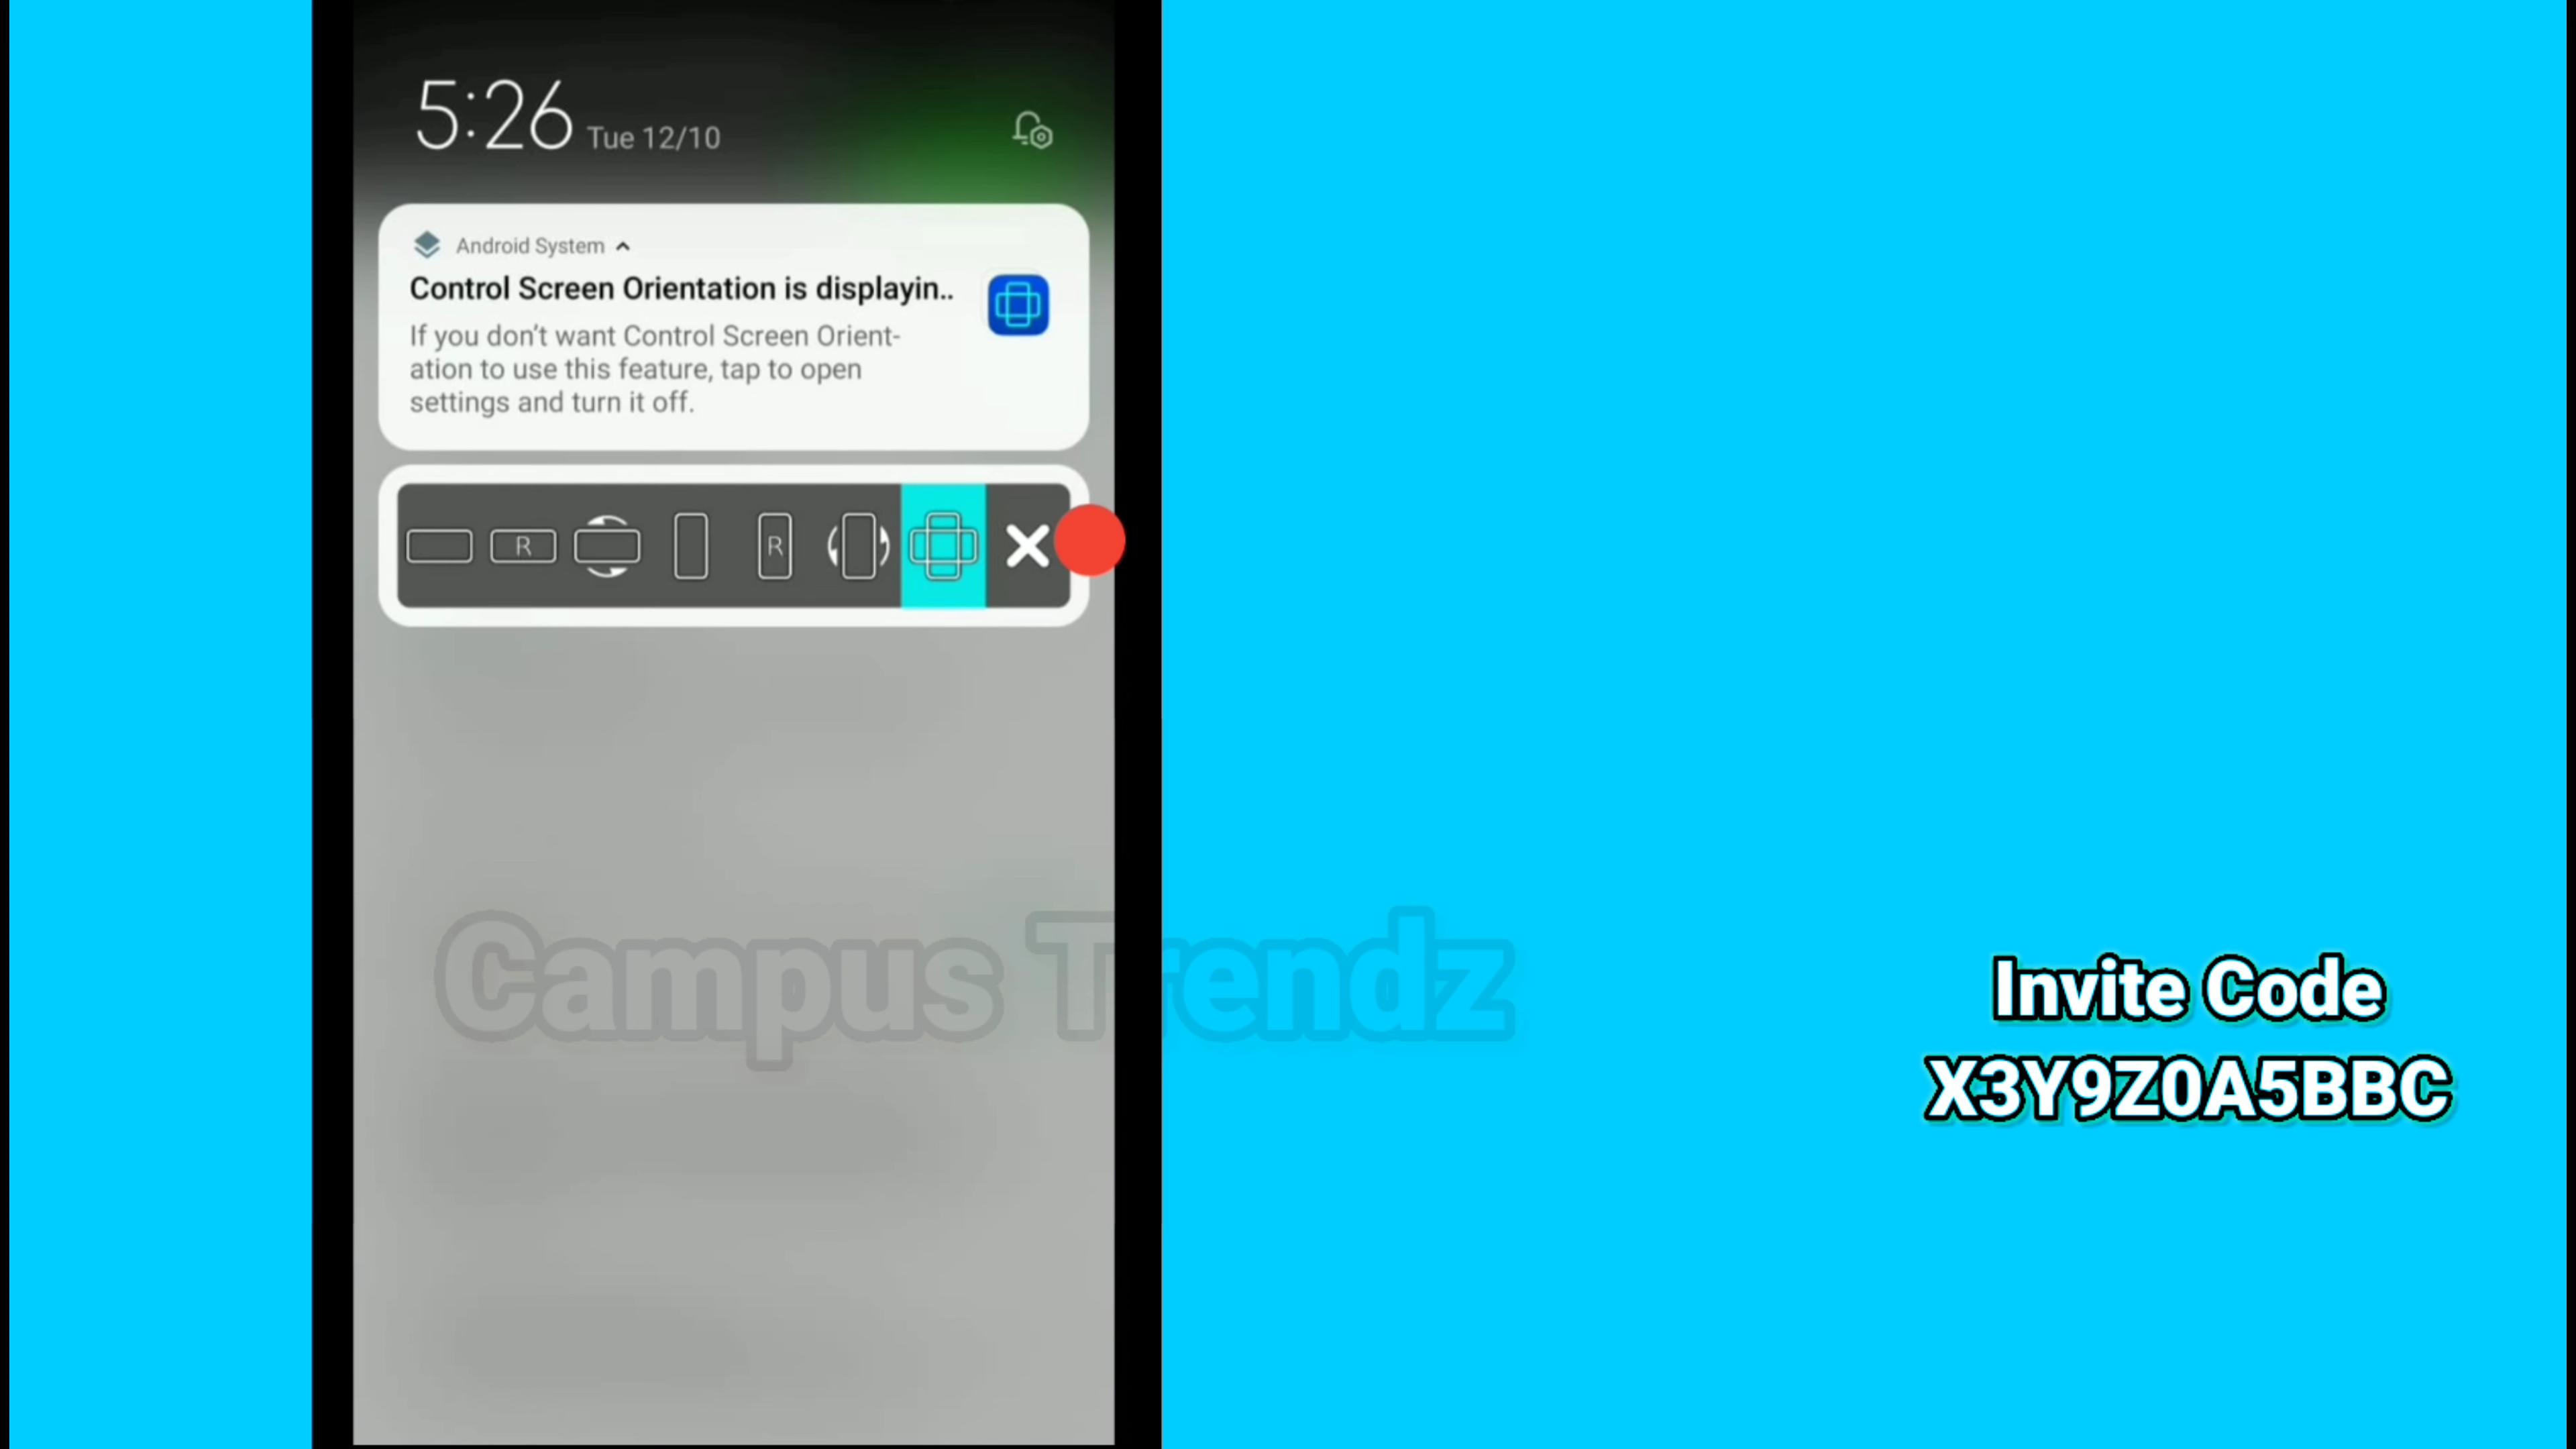 5:26 Tue 12/10
Android System
Control Screen Orientation is displayin..
If you don't want Control Screen Orient-
ation to use this feature, tap to open
settings and turn it off.
R R
Campus Trendz
Invite Code
X3Y9Z0A5BBC